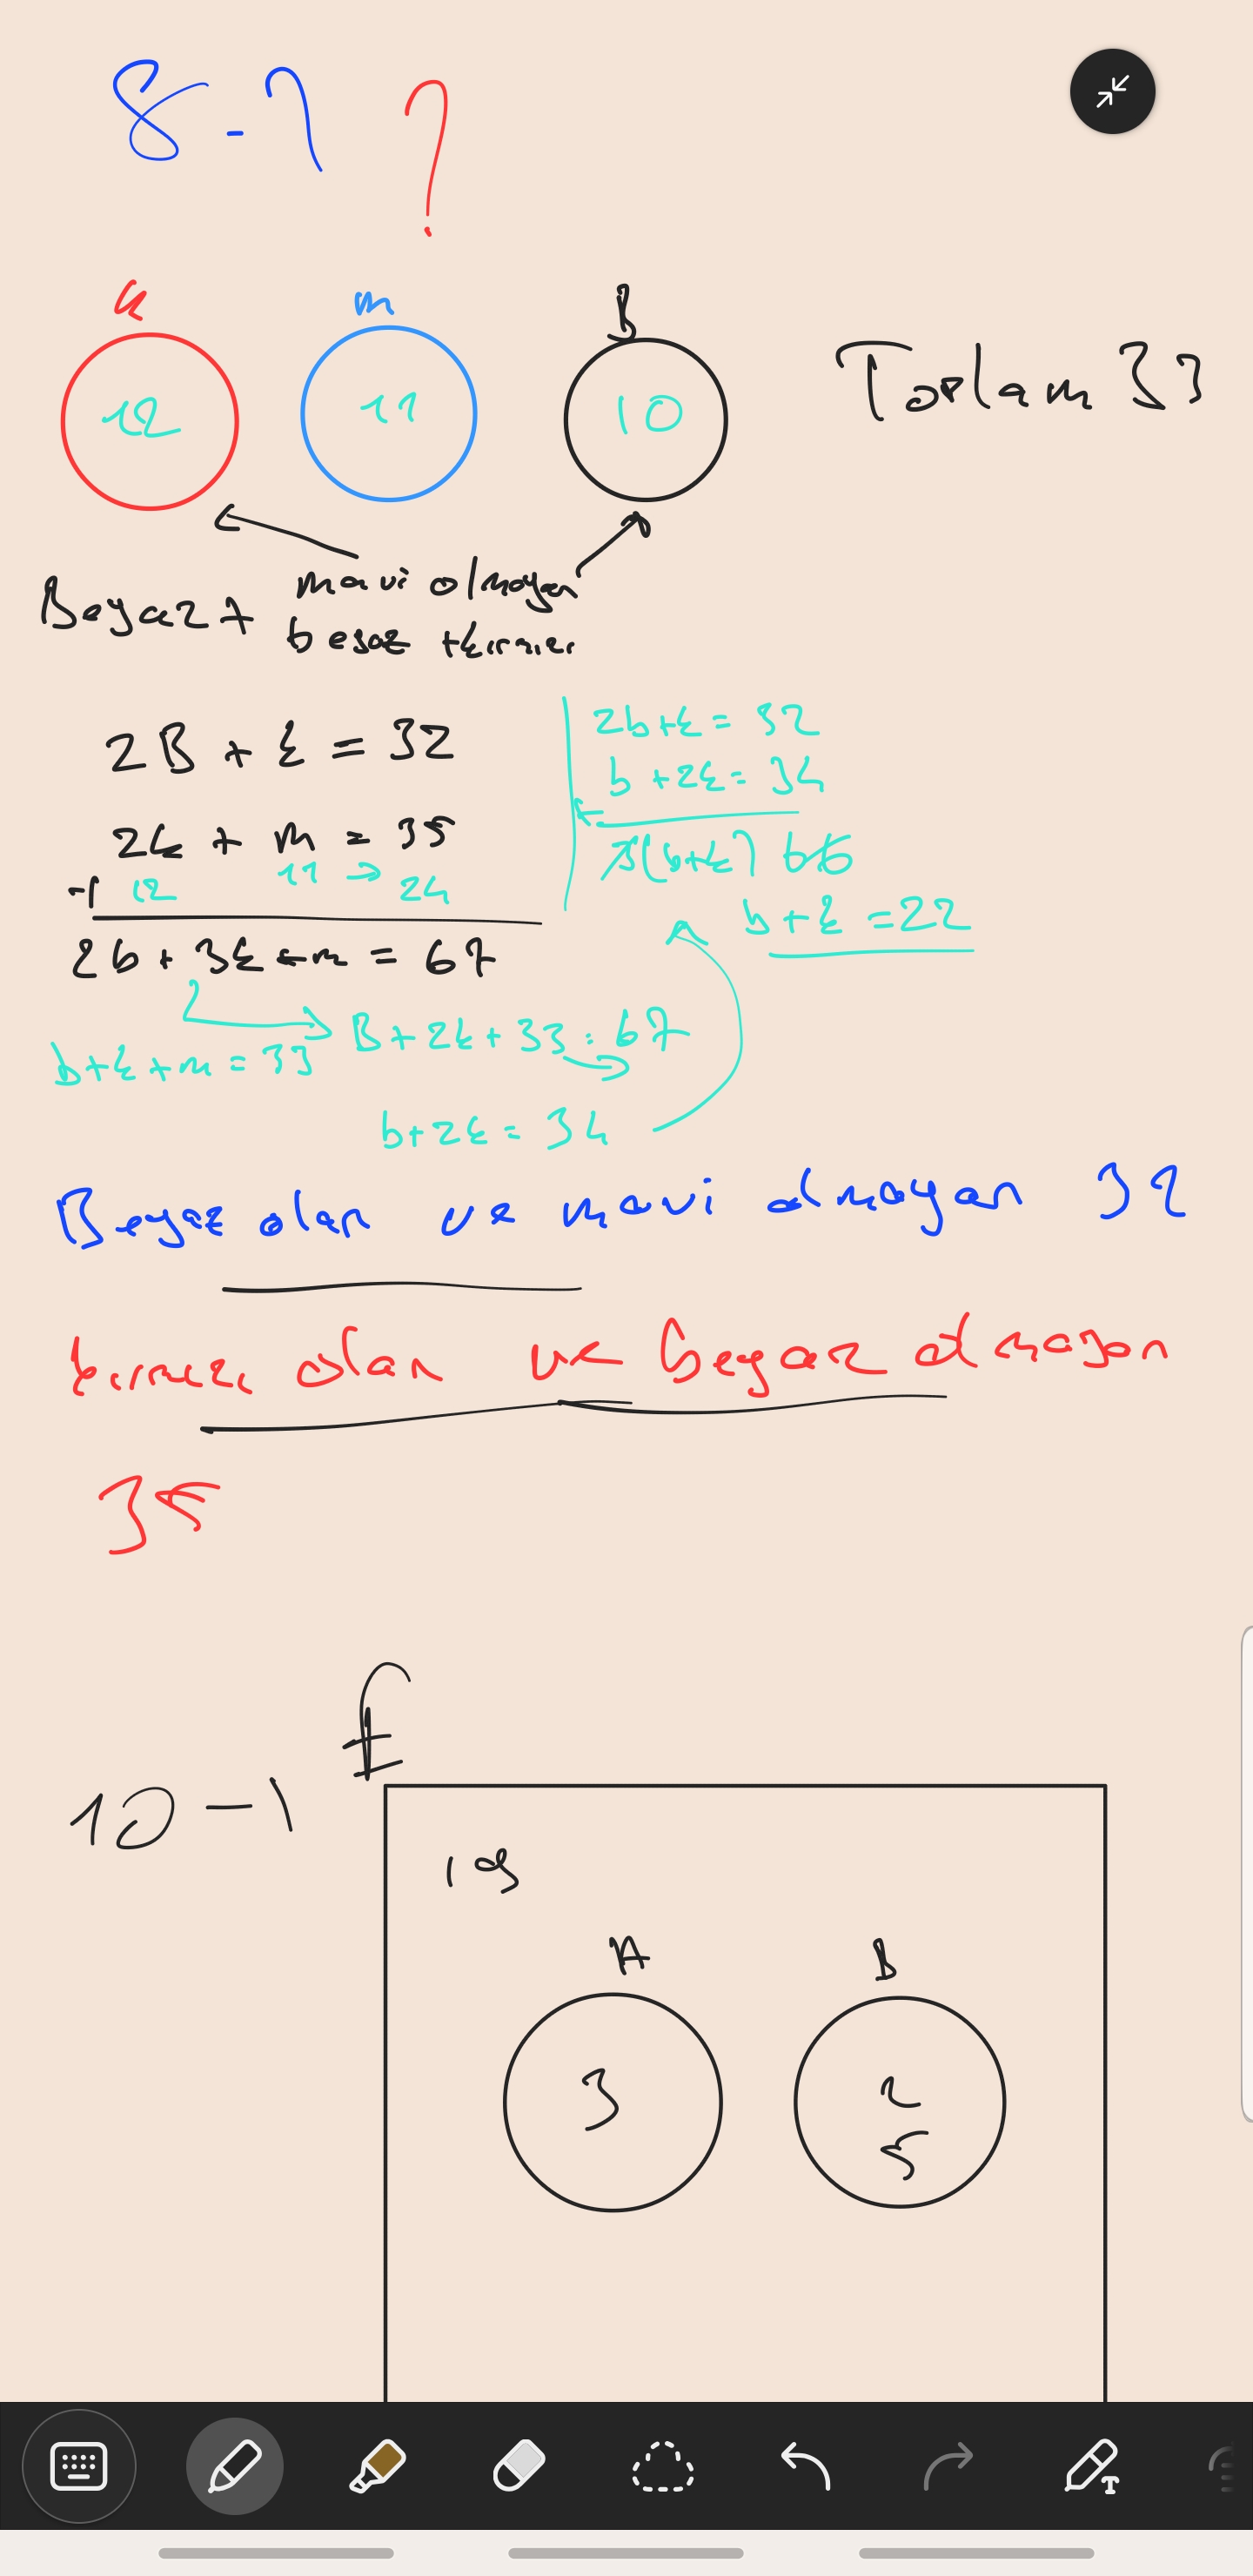 8-1 ?
k m B
12 11 10 Toplam 33
Beyaz + mavi olmayan
beyaz + kırmızı
2B + k = 32
2k + m = 35
12 11 → 24
2b + 3k + m = 67
2b+k = 32
b + 2k = 34
3(b+k) 66
b + k = 22
B + 2k + 33 = 67
b+k+m = 33
b+2k = 34
Beyaz olan ve mavi olmayan 32
kırmızı olan ve beyaz olmayan
35
10-1 E
A B
3 2
5
T